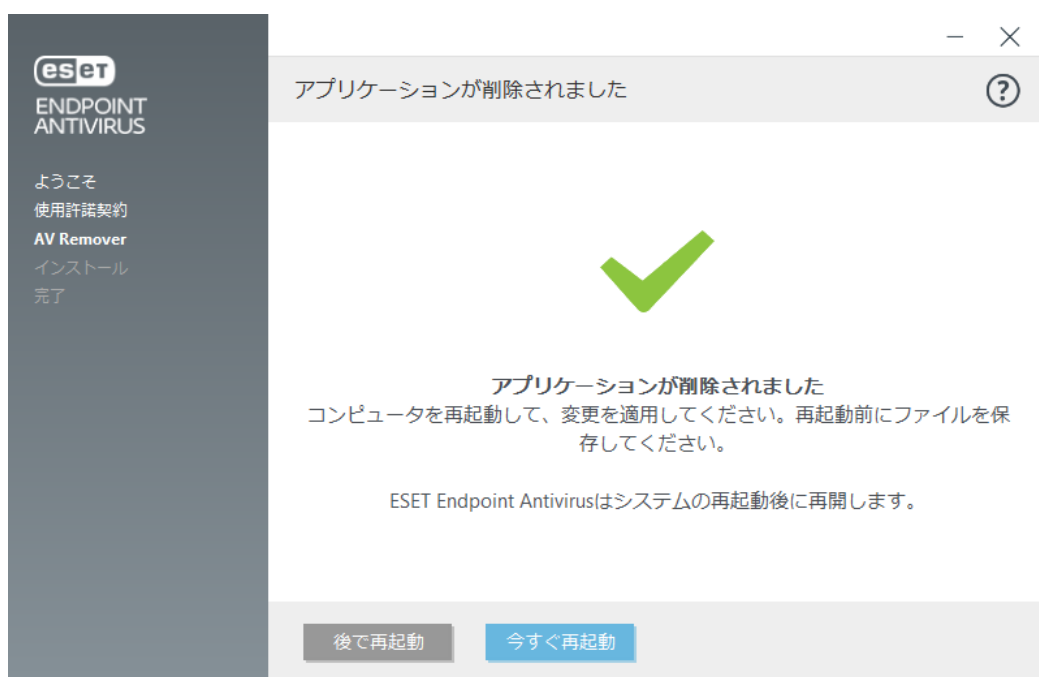 eset
ENDPOINT
ANTIVIRUS
ようこそ
使用許諾契約
AV Remover
インストール
完了
アプリケーションが削除されました
?
アプリケーションが削除されました
コンピュータを再起動して、変更を適用してください。再起動前にファイルを保
存してください。
ESET Endpoint Antivirusはシステムの再起動後に再開します。
後で再起動
今すぐ再起動